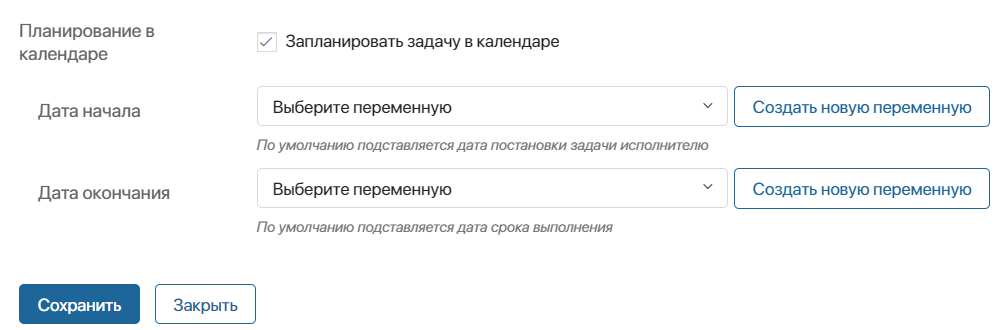 Планирование в
календаре
Запланировать задачу в календаре
Дата начала
Выберите переменную
Создать новую переменную
По умолчанию подставляется дата постановки задачи исполнителю
Дата окончания
Выберите переменную
Создать новую переменную
По умолчанию подставляется дата срока выполнения
Сохранить
Закрыть